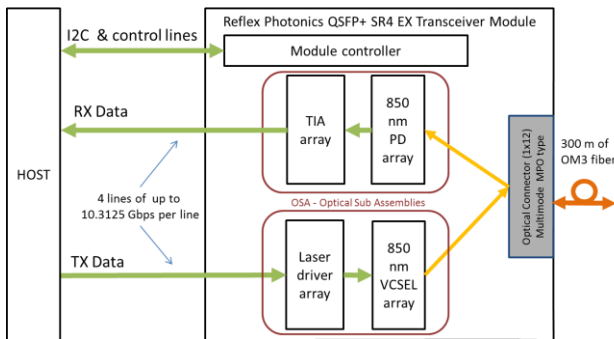 Reflex Photonics QSFP+ SR4 EX Transceiver Module
I2C & control lines
Module controller
RX Data
TIA
array
850
nm
PD
array
HOST
4 lines of up to
10.3125 Gbps per line
OSA - Optical Sub Assemblies
Optical Connector (1x12)
Multimode MPO type
300 m of
OM3 fiber
TX Data
Laser
driver
array
850
nm
VCSEL
array